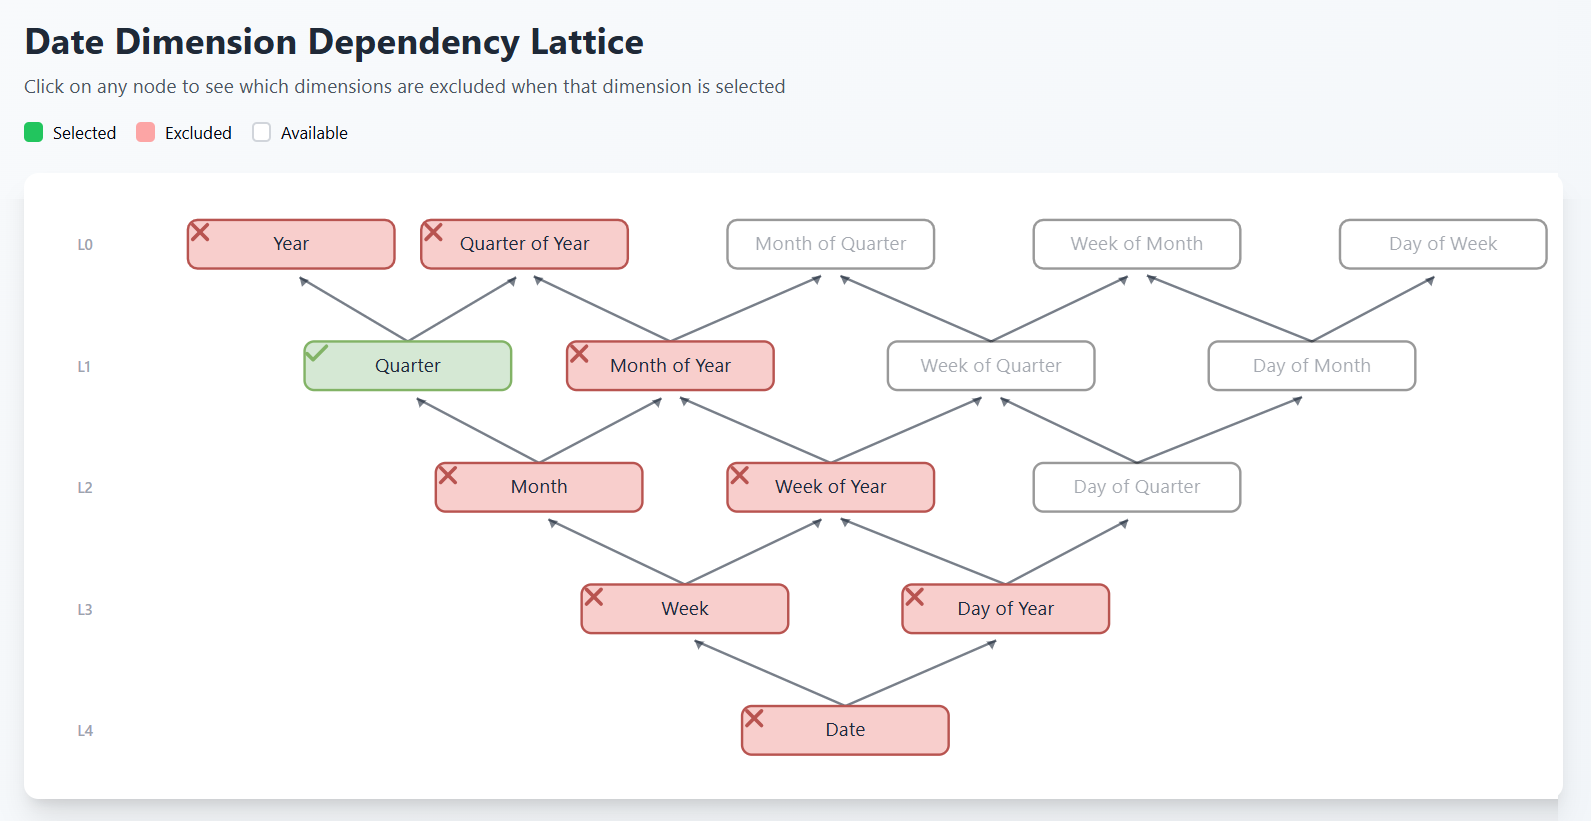 Date Dimension Dependency Lattice
Click on any node to see which dimensions are excluded when that dimension is selected
Selected Excluded Available
L0 Year Quarter of Year Month of Quarter Week of Month Day of Week
L1 Quarter Month of Year Week of Quarter Day of Month
L2 Month Week of Year Day of Quarter
L3 Week Day of Year
L4 Date